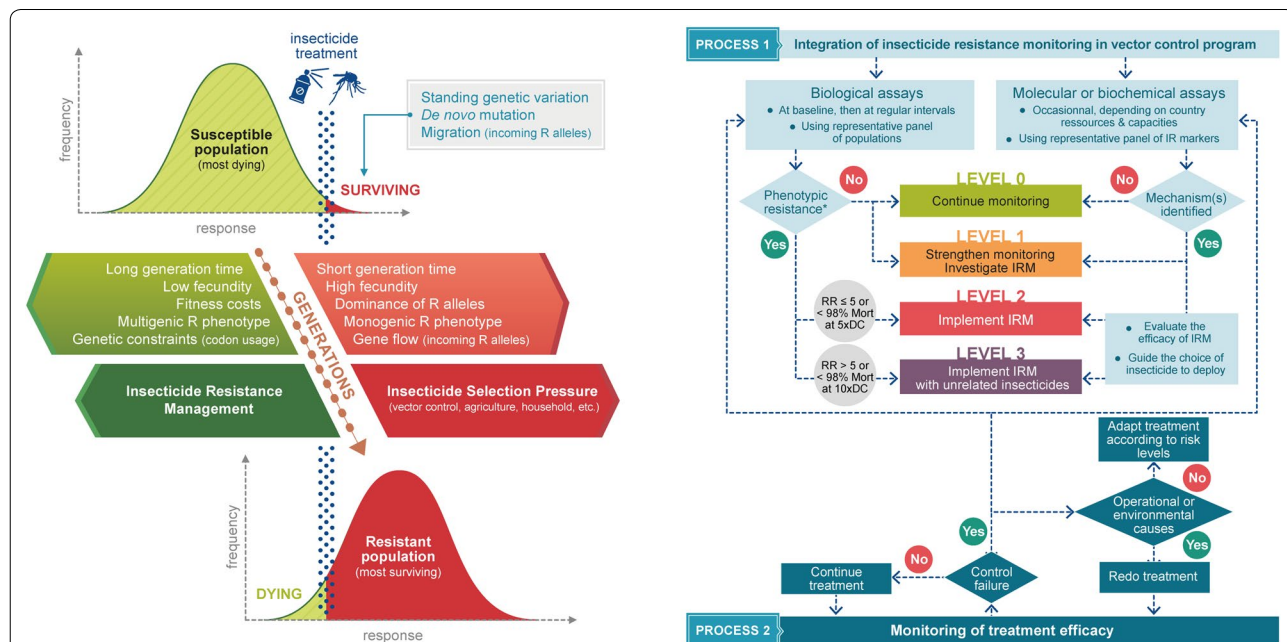 insecticide
treatment
frequency
Susceptible
population
(most dying)
Standing genetic variation
De novo mutation
Migration (incoming R alleles)
SURVIVING
response
Long generation time
Low fecundity
Fitness costs
Multigenic R phenotype
Genetic constraints (codon usage)
Short generation time
High fecundity
Dominance of R alleles
Monogenic R phenotype
Gene flow (incoming R alleles)
GENERATIONS
Insecticide Resistance
Management
Insecticide Selection Pressure
(vector control, agriculture, household, etc.)
frequency
Resistant
population
(most surviving)
DYING
response
PROCESS 1
Integration of insecticide resistance monitoring in vector control program
Biological assays
• At baseline, then at regular intervals
• Using representative panel
of populations
Molecular or biochemical assays
• Occasionnal, depending on country
ressources & capacities
• Using representative panel of IR markers
Phenotypic
resistance*
No
LEVEL 0
Continue monitoring
No
Mechanism(s)
identified
Yes
LEVEL 1
Strengthen monitoring
Investigate IRM
Yes
RR ≤ 5 or
< 98% Mort
at 5xDC
LEVEL 2
Implement IRM
• Evaluate the
efficacy of IRM
• Guide the choice of
insecticide to deploy
RR > 5 or
< 98% Mort
at 10xDC
LEVEL 3
Implement IRM
with unrelated insecticides
Adapt treatment
according to risk
levels
No
Operational or
environmental
causes
Yes
Yes
No
Continue
treatment
Control
failure
Redo treatment
PROCESS 2
Monitoring of treatment efficacy